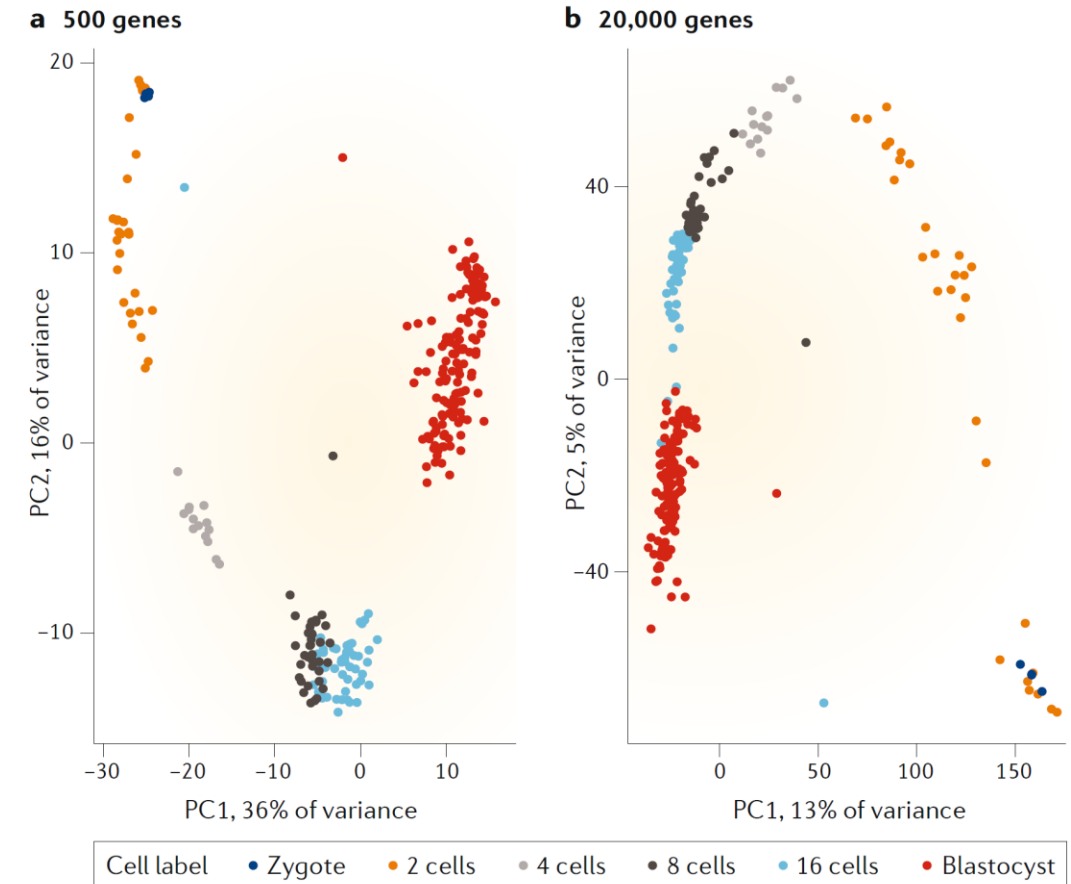 a 500 genes
20
10
0
−10
PC2, 16% of variance
−30 −20 −10 0 10
PC1, 36% of variance
b 20,000 genes
40
0
−40
PC2, 5% of variance
0 50 100 150
PC1, 13% of variance
Cell label Zygote 2 cells 4 cells 8 cells 16 cells Blastocyst